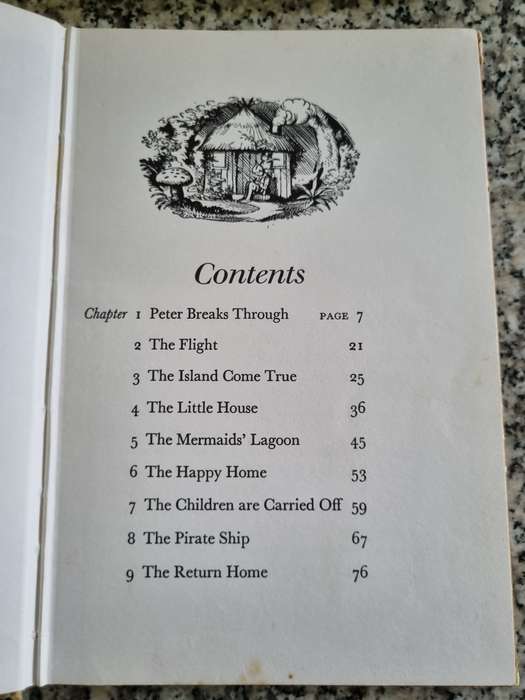 Contents
Chapter 1 Peter Breaks Through PAGE 7
2 The Flight 21
3 The Island Come True 25
4 The Little House 36
5 The Mermaids' Lagoon 45
6 The Happy Home 53
7 The Children are Carried Off 59
8 The Pirate Ship 67
9 The Return Home 76